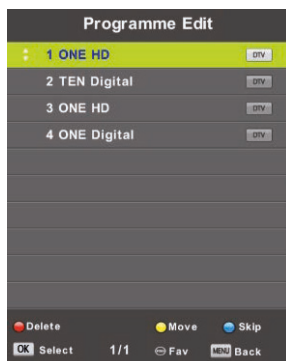 Programme Edit
1 ONE HD DTV
2 TEN Digital DTV
3 ONE HD DTV
4 ONE Digital DTV
Delete Move Skip
OK Select 1/1 Fav MENU Back